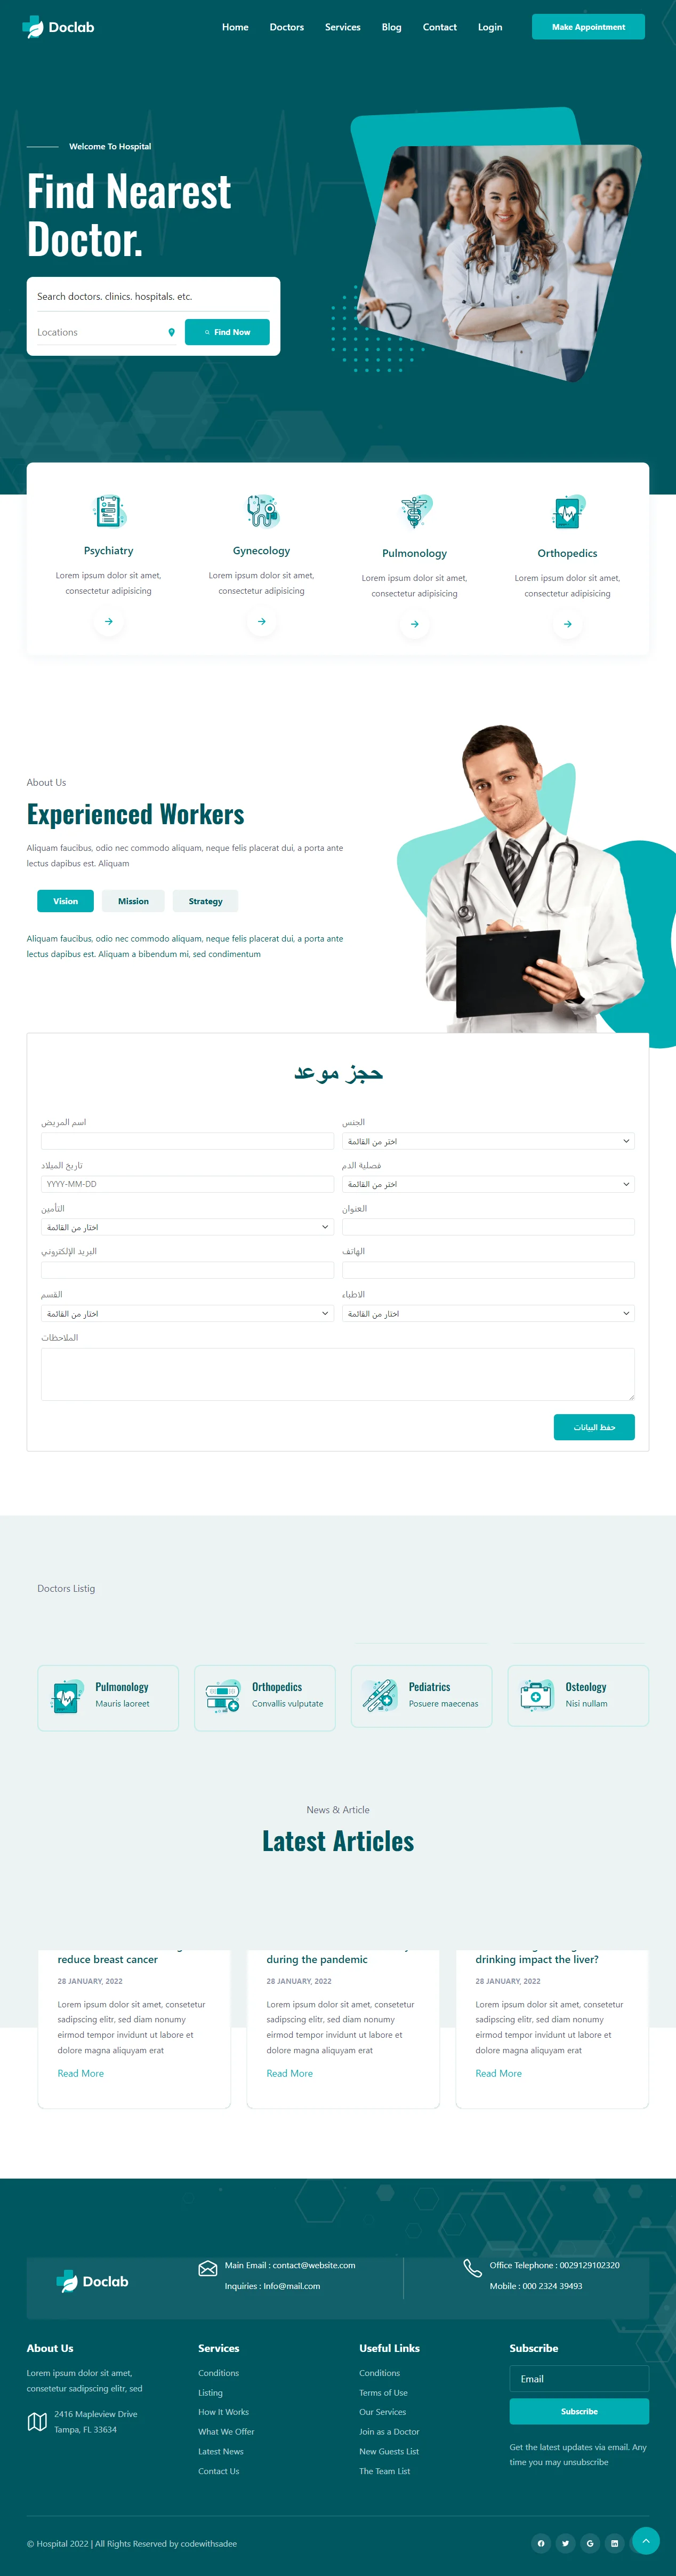 Doclab
Home Doctors Services Blog Contact Login Make Appointment
Welcome To Hospital
Find Nearest
Doctor.
Search doctors, clinics, hospitals, etc.
Locations
Find Now
Psychiatry
Lorem ipsum dolor sit amet,
consectetur adipisicing
Gynecology
Lorem ipsum dolor sit amet,
consectetur adipisicing
Pulmonology
Lorem ipsum dolor sit amet,
consectetur adipisicing
Orthopedics
Lorem ipsum dolor sit amet,
consectetur adipisicing
About Us
Experienced Workers
Aliquam faucibus, odio nec commodo aliquam, neque felis placerat dui, a porta ante
lectus dapibus est. Aliquam
Vision Mission Strategy
Aliquam faucibus, odio nec commodo aliquam, neque felis placerat dui, a porta ante
lectus dapibus est. Aliquam a bibendum mi, sed condimentum
حجز موعد
اسم المريض
الجنس
اختر من القائمة
تاريخ الميلاد
YYYY-MM-DD
فصلية الدم
اختر من القائمة
التأمين
اختار من القائمة
العنوان
البريد الإلكتروني
الهاتف
القسم
اختار من القائمة
الاطباء
اختار من القائمة
الملاحظات
حفظ البيانات
Doctors Listig
Pulmonology
Mauris laoreet
Orthopedics
Convallis vulputate
Pediatrics
Posuere maecenas
Osteology
Nisi nullam
News & Article
Latest Articles
reduce breast cancer
28 JANUARY, 2022
Lorem ipsum dolor sit amet, consetetur
sadipscing elitr, sed diam nonumy
eirmod tempor invidunt ut labore et
dolore magna aliquyam erat
Read More
during the pandemic
28 JANUARY, 2022
Lorem ipsum dolor sit amet, consetetur
sadipscing elitr, sed diam nonumy
eirmod tempor invidunt ut labore et
dolore magna aliquyam erat
Read More
drinking impact the liver?
28 JANUARY, 2022
Lorem ipsum dolor sit amet, consetetur
sadipscing elitr, sed diam nonumy
eirmod tempor invidunt ut labore et
dolore magna aliquyam erat
Read More
Doclab
Main Email : contact@website.com
Inquiries : Info@mail.com
Office Telephone : 0029129102320
Mobile : 000 2324 39493
About Us
Lorem ipsum dolor sit amet,
consetetur sadipscing elitr, sed
2416 Mapleview Drive
Tampa, FL 33634
Services
Conditions
Listing
How It Works
What We Offer
Latest News
Contact Us
Useful Links
Conditions
Terms of Use
Our Services
Join as a Doctor
New Guests List
The Team List
Subscribe
Email
Subscribe
Get the latest updates via email. Any
time you may unsubscribe
© Hospital 2022 | All Rights Reserved by codewithsadee